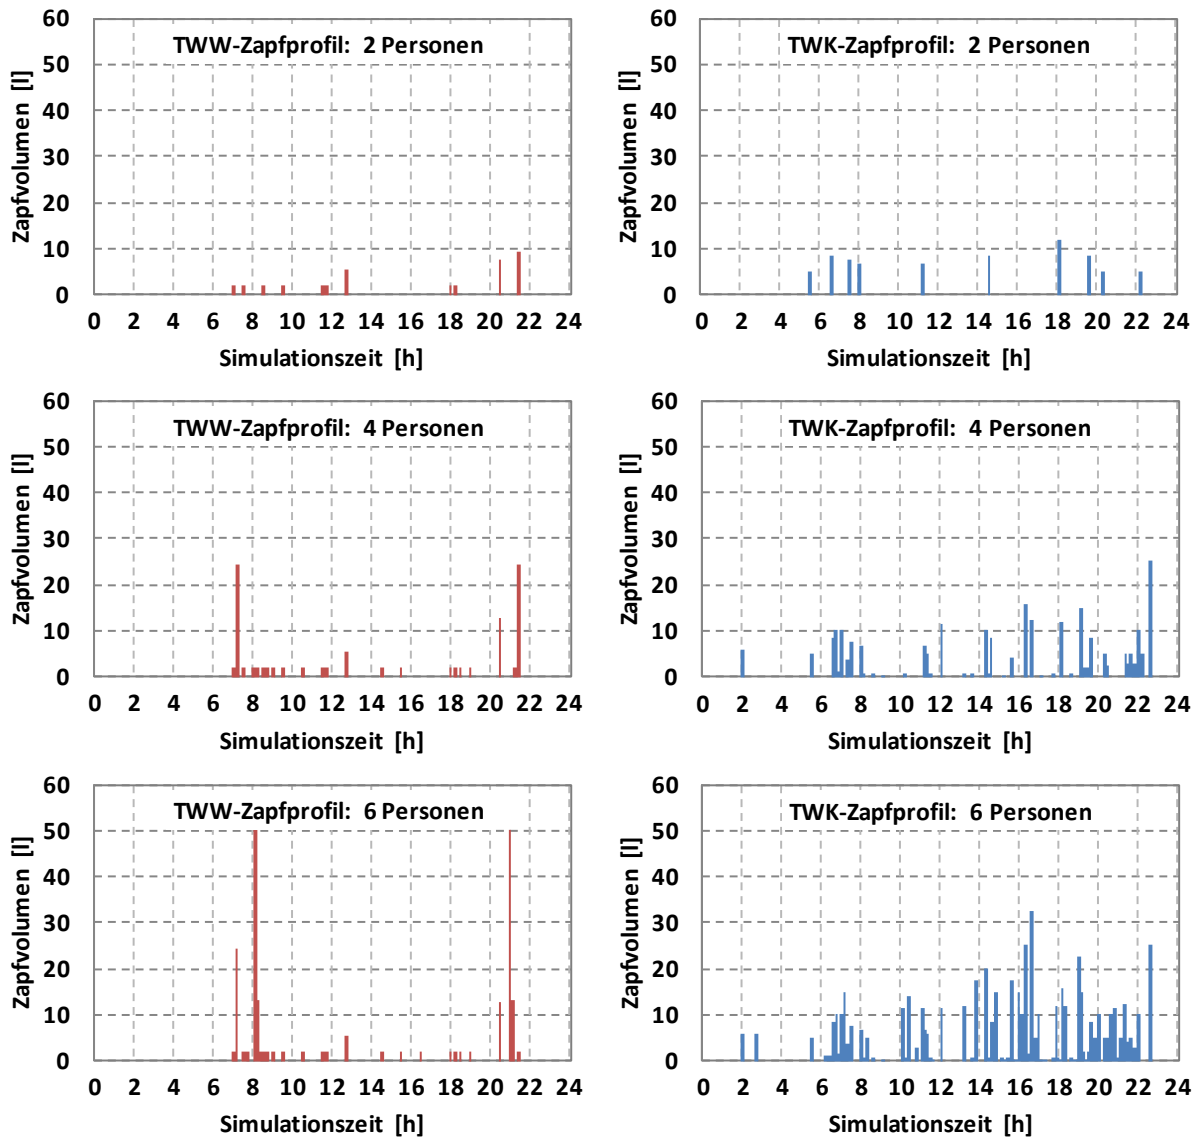 TWW-Zapfprofil: 2 Personen
Zapfvolumen [l]
60
50
40
30
20
10
0
0 2 4 6 8 10 12 14 16 18 20 22 24
Simulationszeit [h]
TWK-Zapfprofil: 2 Personen
Zapfvolumen [l]
60
50
40
30
20
10
0
0 2 4 6 8 10 12 14 16 18 20 22 24
Simulationszeit [h]
TWW-Zapfprofil: 4 Personen
Zapfvolumen [l]
60
50
40
30
20
10
0
0 2 4 6 8 10 12 14 16 18 20 22 24
Simulationszeit [h]
TWK-Zapfprofil: 4 Personen
Zapfvolumen [l]
60
50
40
30
20
10
0
0 2 4 6 8 10 12 14 16 18 20 22 24
Simulationszeit [h]
TWW-Zapfprofil: 6 Personen
Zapfvolumen [l]
60
50
40
30
20
10
0
0 2 4 6 8 10 12 14 16 18 20 22 24
Simulationszeit [h]
TWK-Zapfprofil: 6 Personen
Zapfvolumen [l]
60
50
40
30
20
10
0
0 2 4 6 8 10 12 14 16 18 20 22 24
Simulationszeit [h]